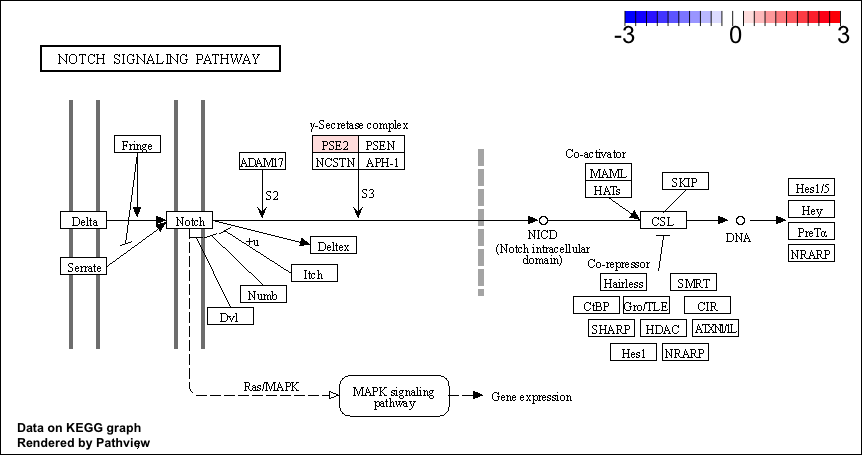 -3 0 3
NOTCH SIGNALING PATHWAY
γ-Secretase complex
Fringe
PSE2 PSEN
NCSTN APH-1
ADAM17
Co-activator
MAML
HATs
SKIP
S2
S3
Hes1/5
Hey
PreTα
NRARP
Delta
Notch
CSL
NICD
(Notch intracellular
domain)
DNA
+u
Deltex
Serrate
Itch
Numb
Dvl
Co-repressor
Hairless SMRT
CtBP Gro/TLE CIR
SHARP HDAC ATXN1/1L
Hes1 NRARP
Ras/MAPK
MAPK signaling
pathway
Gene expression
Data on KEGG graph
Rendered by Pathview